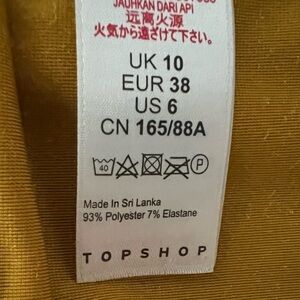 JAUHKAN DARI API
远离火源
火気から遠ざけて下さい。
UK 10
EUR 38
US 6
CN 165/88A
40 P
Made In Sri Lanka
93% Polyester 7% Elastane
TOPSHOP